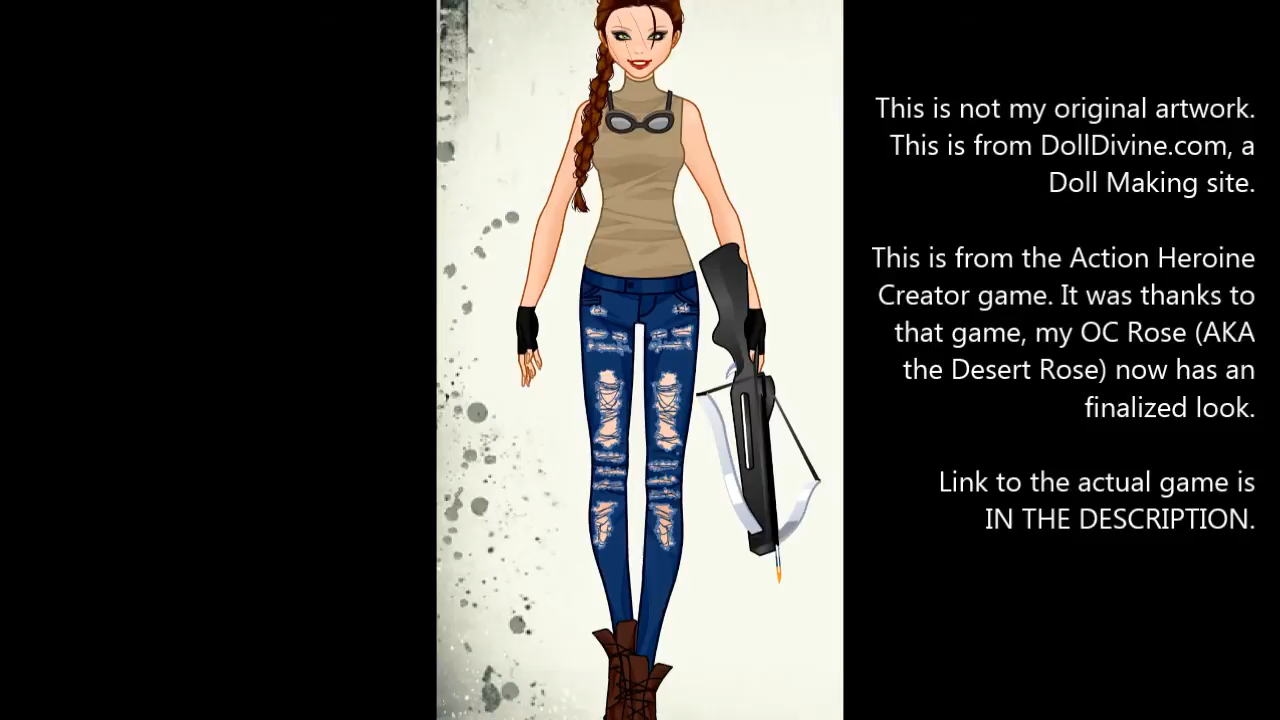 This is not my original artwork.
This is from DollDivine.com, a
Doll Making site.
This is from the Action Heroine
Creator game. It was thanks to
that game, my OC Rose (AKA
the Desert Rose) now has an
finalized look.
Link to the actual game is
IN THE DESCRIPTION.